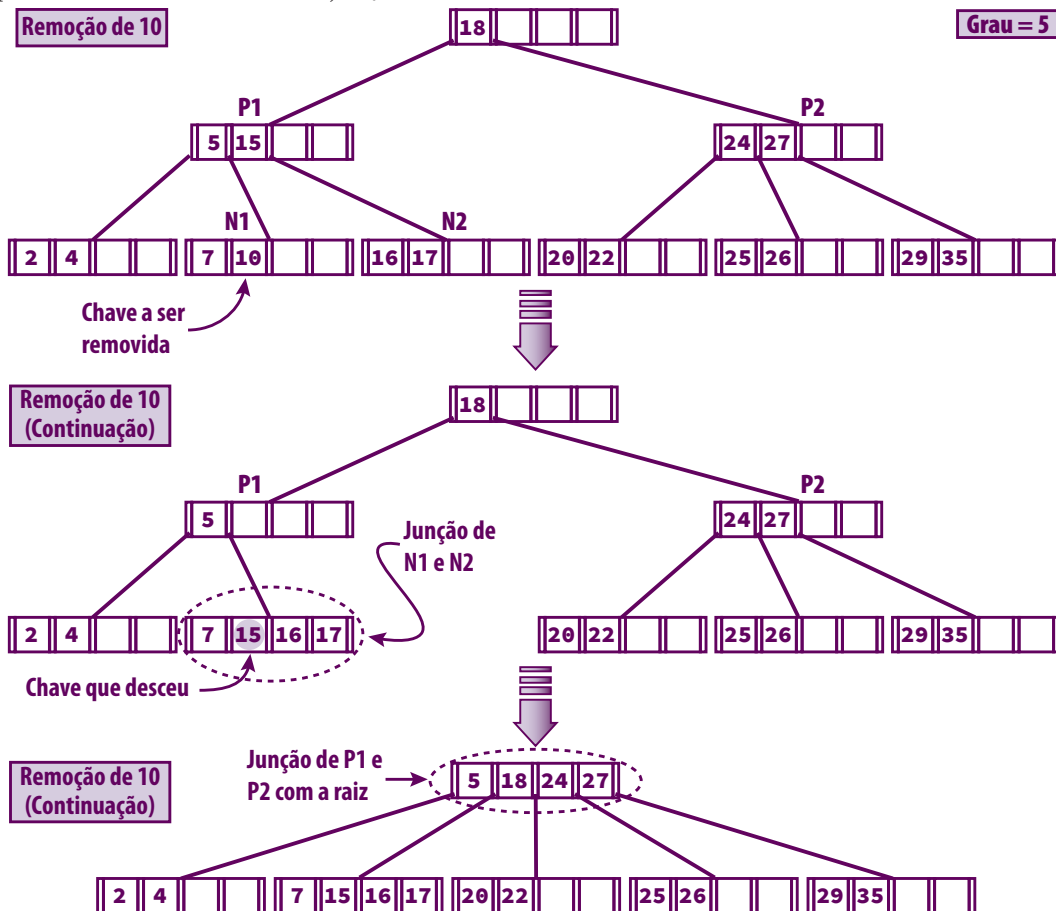 Remoção de 10
18
Grau = 5
P1
P2
5 15
24 27
N1
N2
2 4
7 10
16 17
20 22
25 26
29 35
Chave a ser
removida
Remoção de 10
(Continuação)
18
P1
P2
5
24 27
Junção de
N1 e N2
2 4
7 15 16 17
20 22
25 26
29 35
Chave que desceu
Remoção de 10
(Continuação)
Junção de P1 e
P2 com a raiz
5 18 24 27
2 4
7 15 16 17
20 22
25 26
29 35